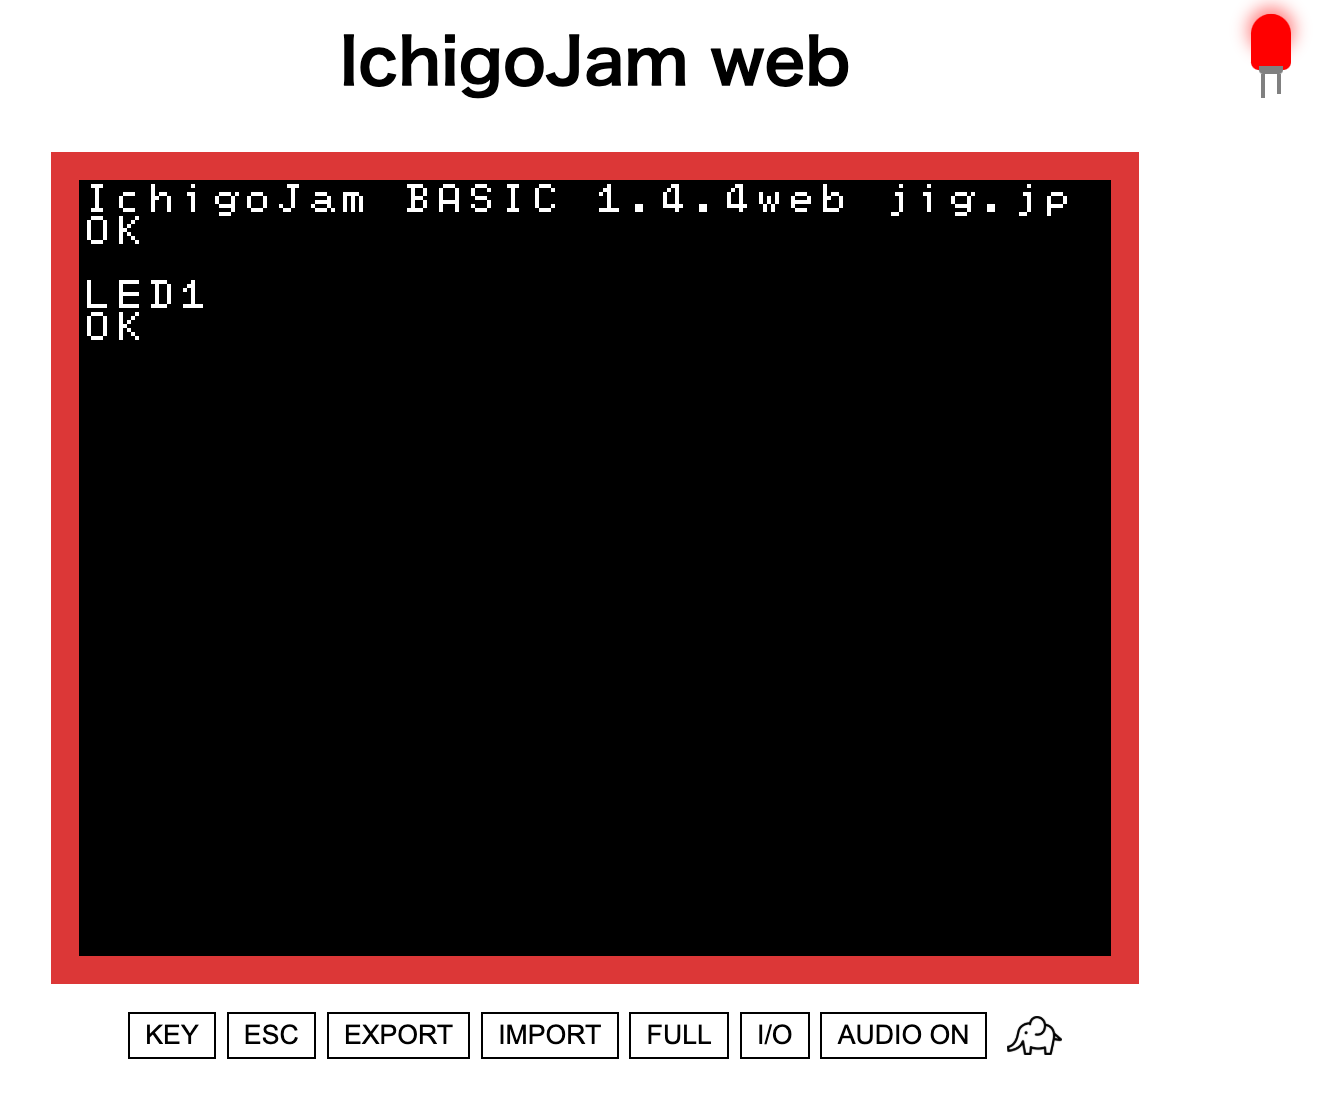 IchigoJam web
IchigoJam BASIC 1.4.4web jig.jp
OK
LED1
OK
KEY ESC EXPORT IMPORT FULL I/O AUDIO ON